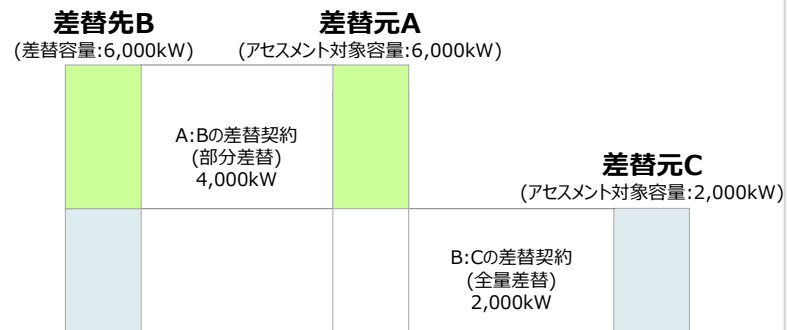 差替先B
(差替容量:6,000kW)
差替元A
(アセスメント対象容量:6,000kW)
A:Bの差替契約
(部分差替)
4,000kW
差替元C
(アセスメント対象容量:2,000kW)
B:Cの差替契約
(全量差替)
2,000kW